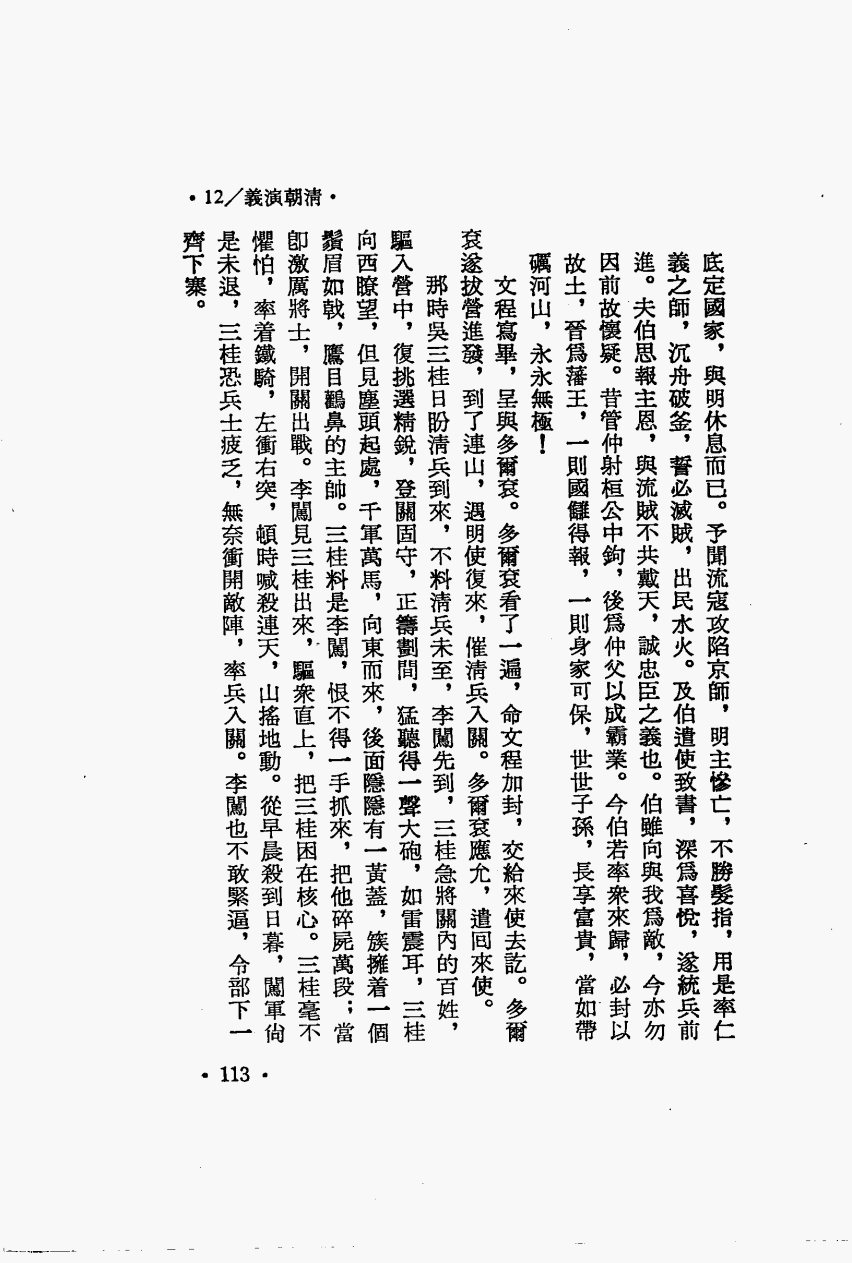 •12／義演朝清•
底定國家，與明休息而已。予聞流寇攻陷京師，明主慘亡，不勝髮指，用是率仁
義之師，沉舟破釜，誓必滅賊，出民水火。及伯遣使致書，深爲喜悅，遂統兵前
進。夫伯思報主恩，與流賊不共戴天，誠忠臣之義也。伯雖向與我爲敵，今亦勿
因前故懷疑。昔管仲射桓公中鉤，後爲仲父以成霸業。今伯若率衆來歸，必封以
故土，晉爲藩王，一則國讎得報，一則身家可保，世世子孫，長享富貴，當如帶
礪河山，永永無極！
文程寫畢，呈與多爾袞。多爾袞看了一遍，命文程加封，交給來使去訖。多爾
袞遂拔營進發，到了連山，遇明使復來，催清兵入關。多爾袞應允，遣回來使。
那時吳三桂日盼清兵到來，不料清兵未至，李闖先到，三桂急將關內的百姓，
驅入營中，復挑選精銳，登關固守，正籌劃間，猛聽得一聲大砲，如雷震耳，三桂
向西瞭望，但見塵頭起處，千軍萬馬，向東而來，後面隱隱有一黃蓋，簇擁着一個
鬚眉如戟，鷹目鸛鼻的主帥。三桂料是李闖，恨不得一手抓來，把他碎屍萬段；當
卽激厲將士，開關出戰。李闖見三桂出來，驅衆直上，把三桂困在核心。三桂毫不
懼怕，率着鐵騎，左衝右突，頓時喊殺連天，山搖地動。從早晨殺到日暮，闖軍尙
是未退，三桂恐兵士疲乏，無奈衝開敵陣，率兵入關。李闖也不敢緊逼，令部下一
齊下寨。
•113•